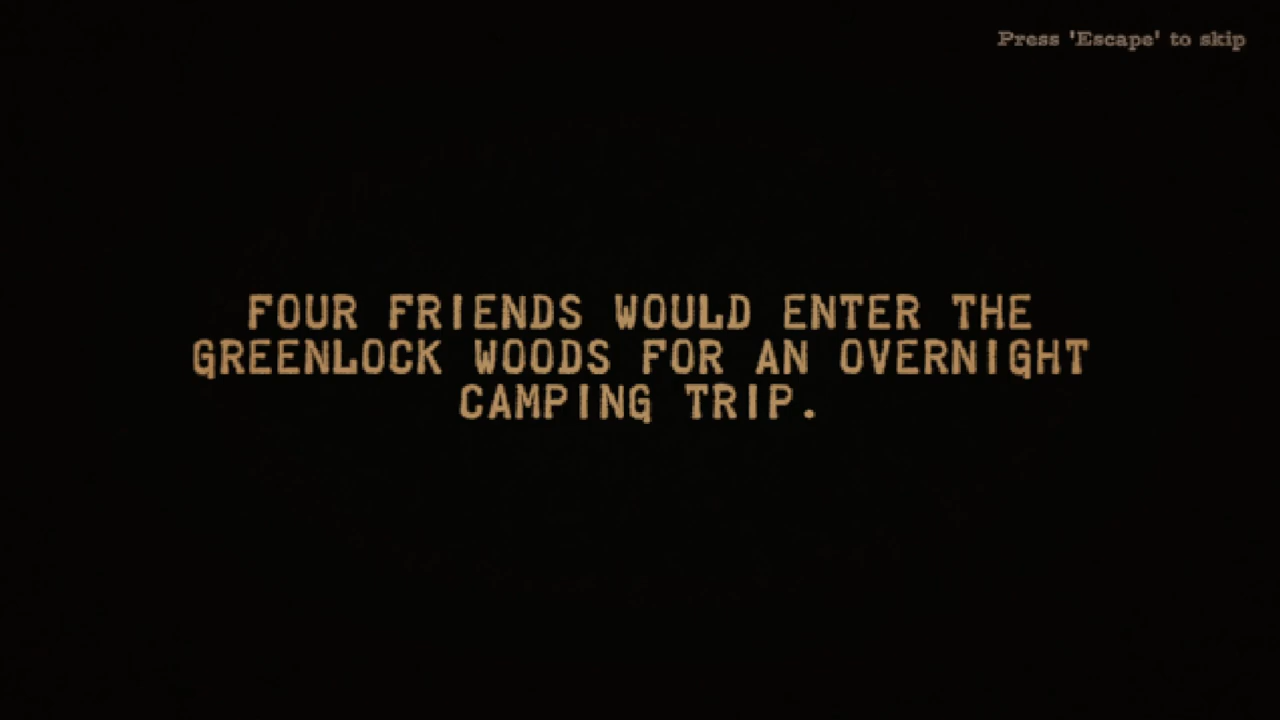 Press 'Escape' to skip
FOUR FRIENDS WOULD ENTER THE
GREENLOCK WOODS FOR AN OVERNIGHT
CAMPING TRIP.